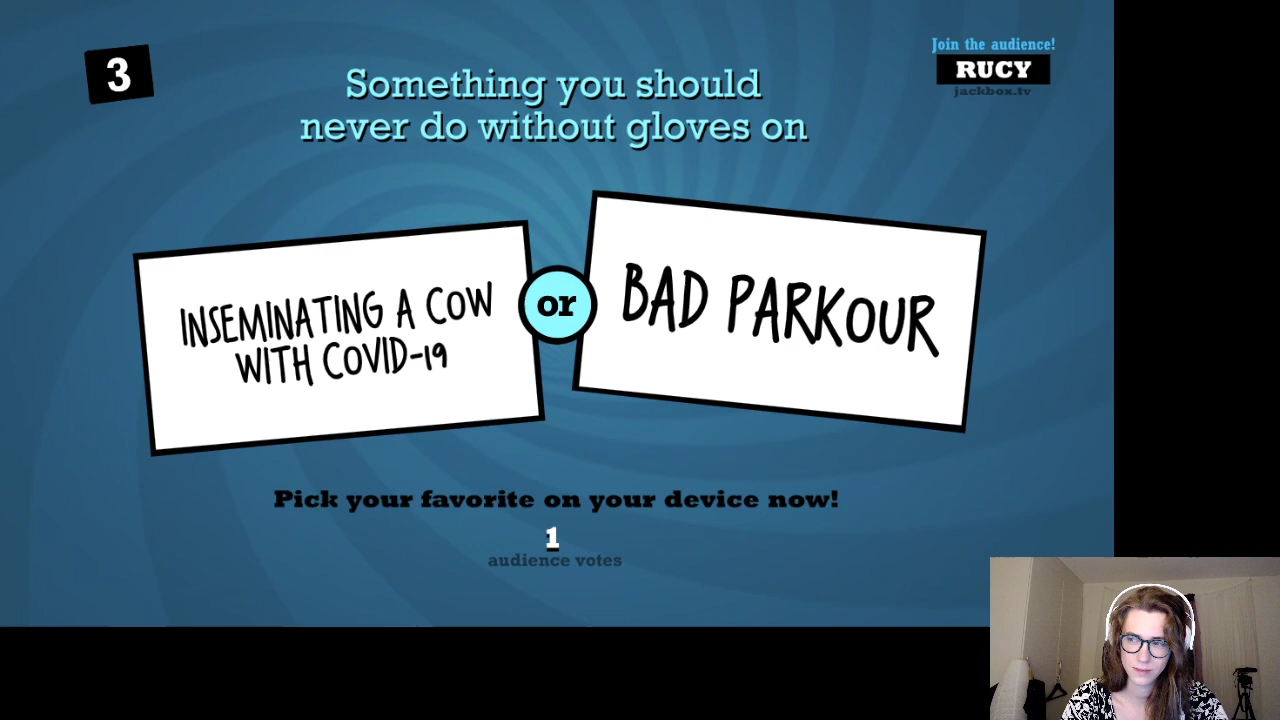 3
Something you should
never do without gloves on
Join the audience!
RUCY
jackbox.tv
INSEMINATING A COW
WITH COVID-19
or
BAD PARKOUR
Pick your favorite on your device now!
1
audience votes